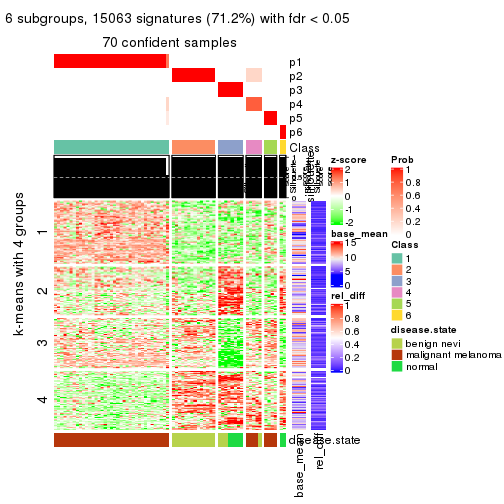 6 subgroups, 15063 signatures (71.2%) with fdr < 0.05
70 confident samples
p1
p2
p3
p4
p5
p6
Class
k-means with 4 groups
1
2
3
4
disease.state
base_mean
rel_diff
z-score
2
1
0
-1
-2
base_mean
15
10
5
0
rel_diff
1
0.8
0.6
0.4
0.2
0
Prob
1
0.8
0.6
0.4
0.2
0
Class
1
2
3
4
5
6
disease.state
benign nevi
malignant melanoma
normal